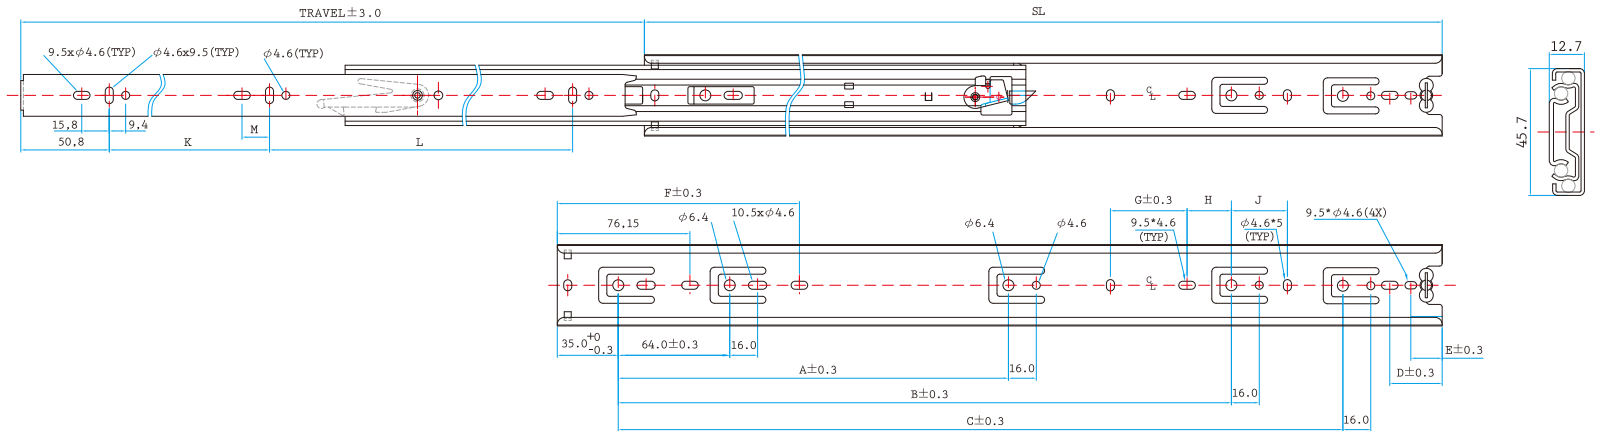 TRAVEL±3.0
SL
9.5xφ4.6(TYP)
φ4.6x9.5(TYP)
φ4.6(TYP)
12.7
15,8
9,4
M
50,8
K
L
℄
45.7
F±0.3
76,15
φ6.4
10.5xφ4.6
φ6.4
φ4.6
G±0.3
H
J
9.5*4.6
(TYP)
φ4.6*5
(TYP)
9.5*φ4.6(4X)
℄
35.0+0
-0.3
64.0±0.3
16.0
E±0.3
A±0.3
16.0
D±0.3
B±0.3
16.0
C±0.3
16.0